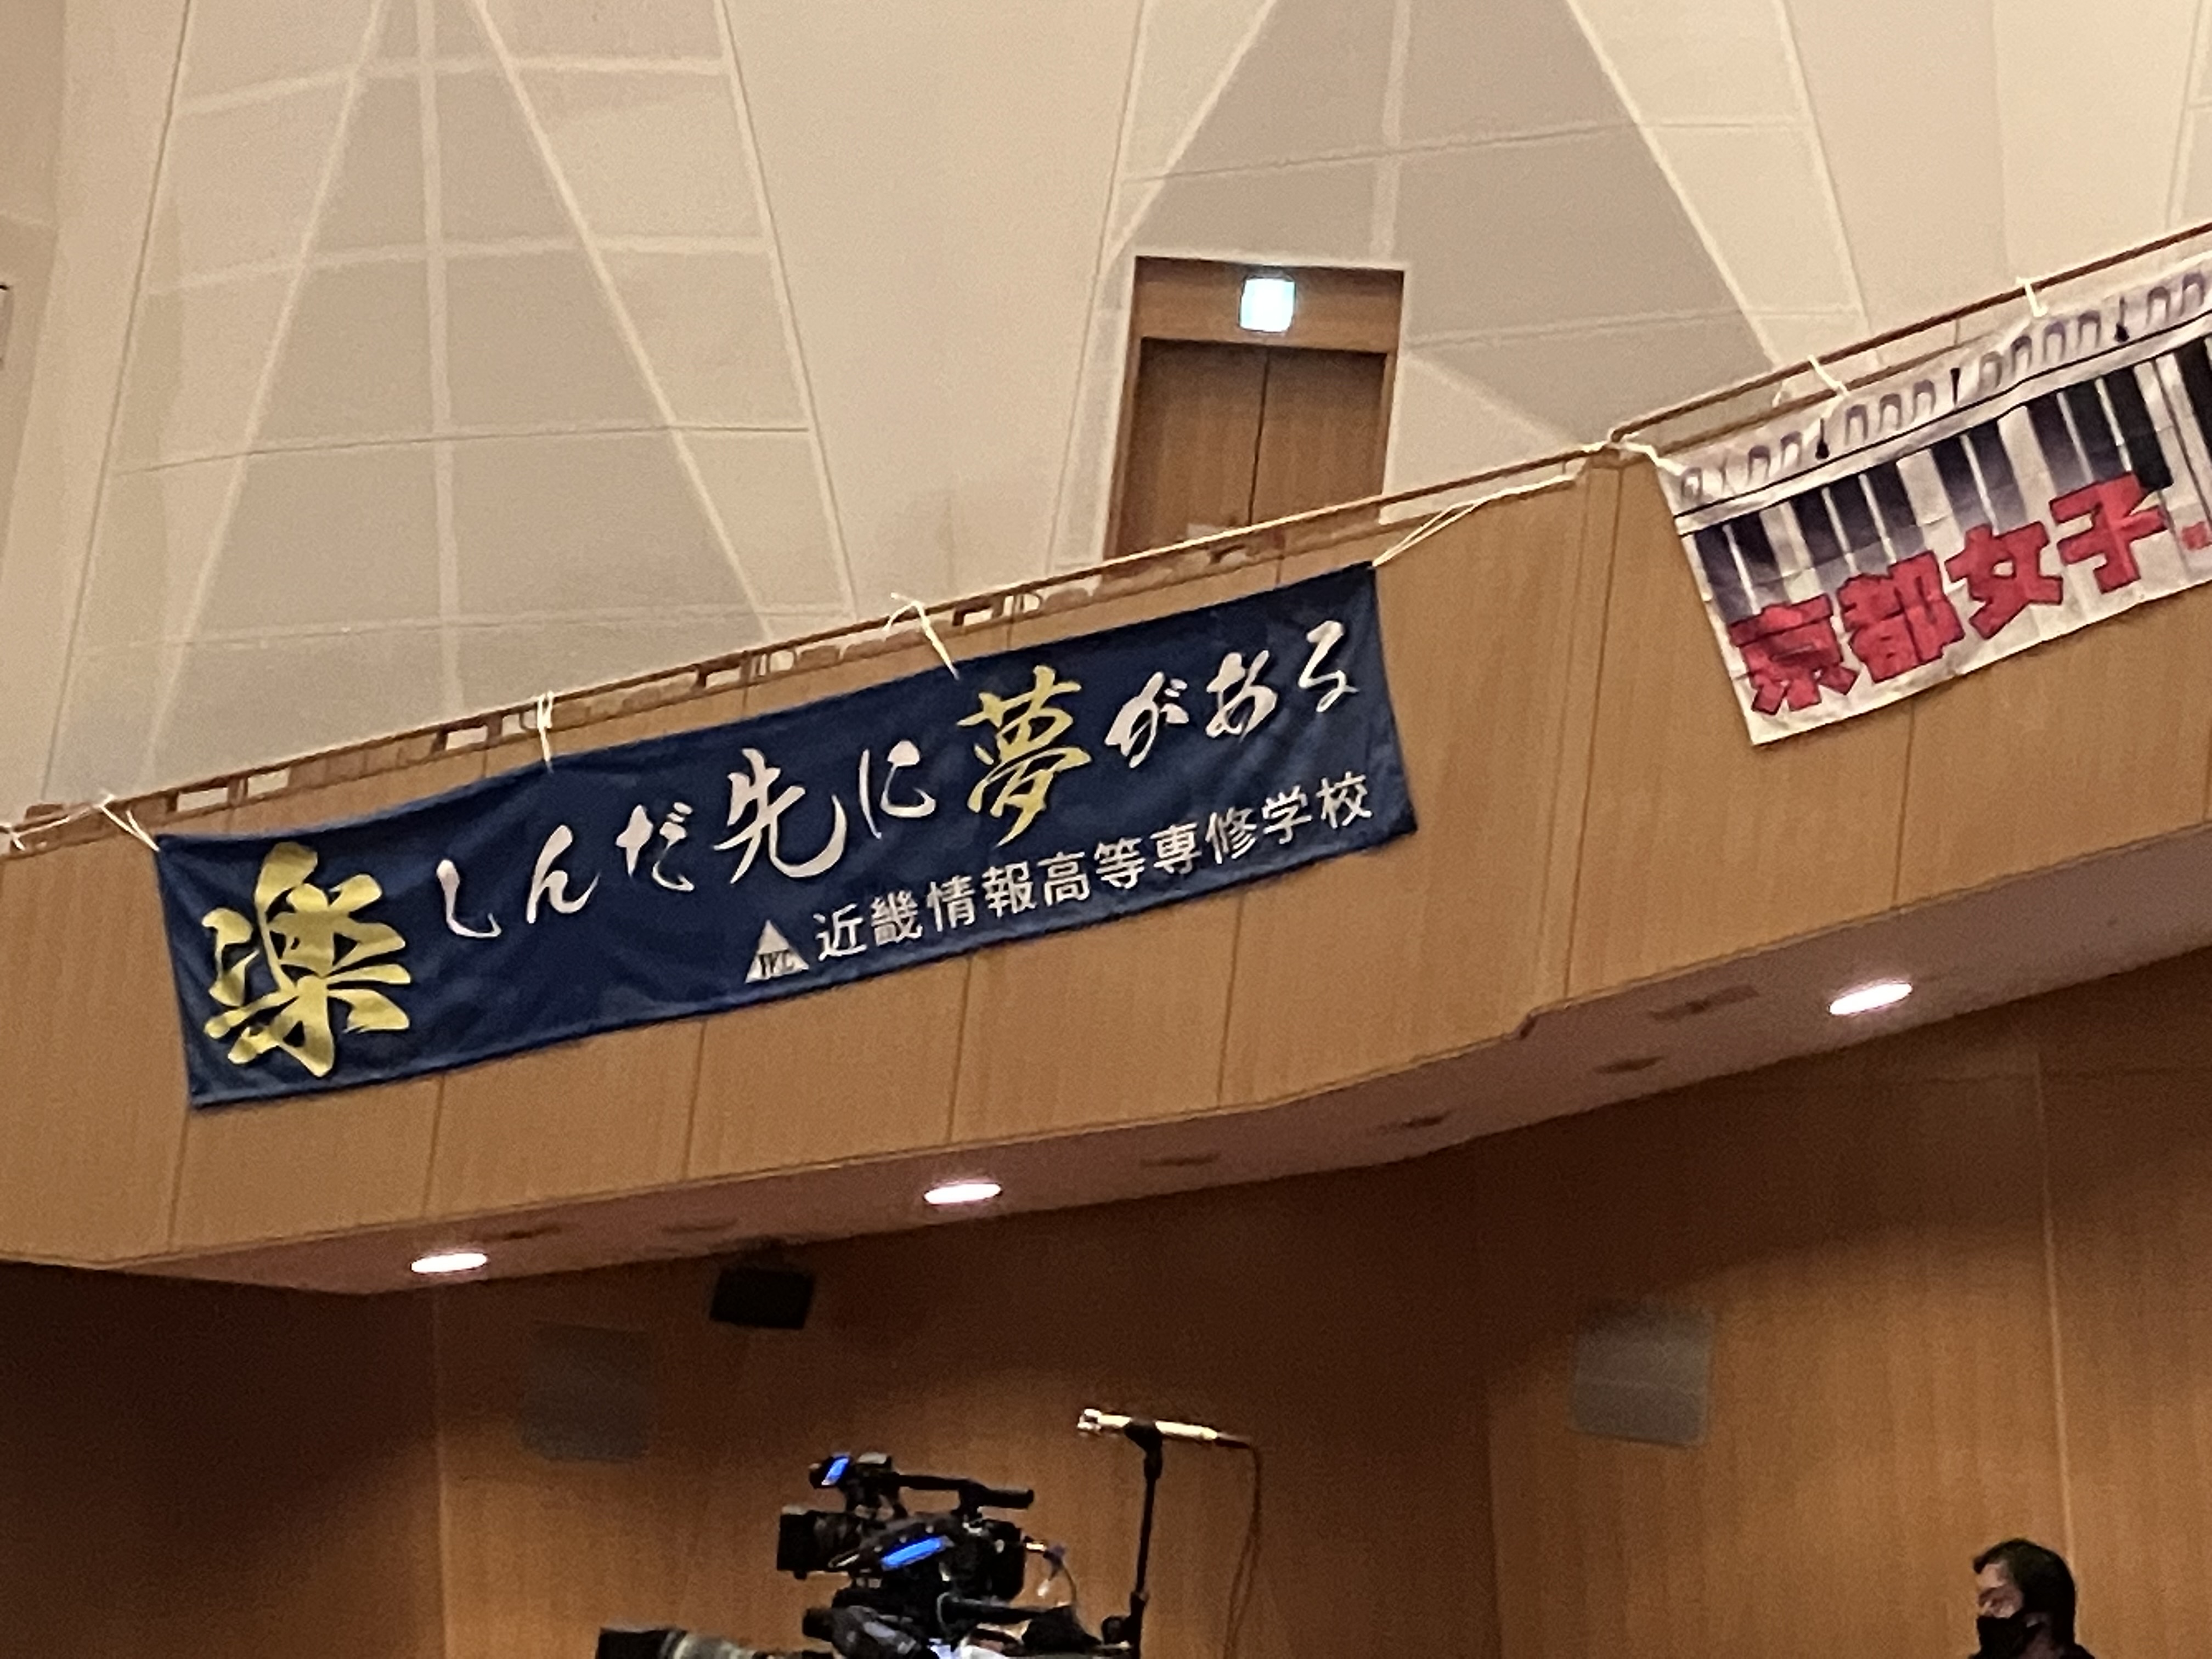 楽しんだ先に夢がある
近畿情報高等専修学校
京都女子